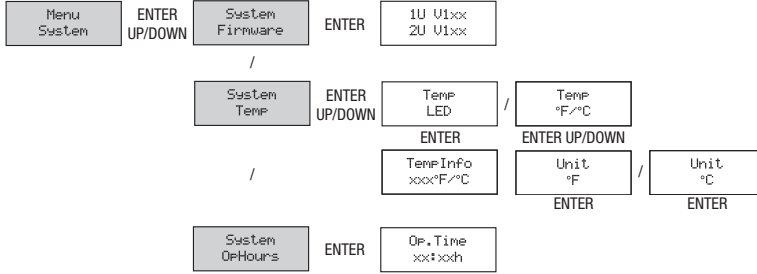 Menu
System
ENTER
UP/DOWN
System
Firmware
ENTER
1U V1xx
2U V1xx
/
System
Temp
ENTER
UP/DOWN
Temp
LED
/
Temp
°F/°C
ENTER
ENTER UP/DOWN
/
TempInfo
xxx°F/°C
Unit
°F
/
Unit
°C
ENTER
ENTER
System
OpHours
ENTER
Op.Time
xx:xxh